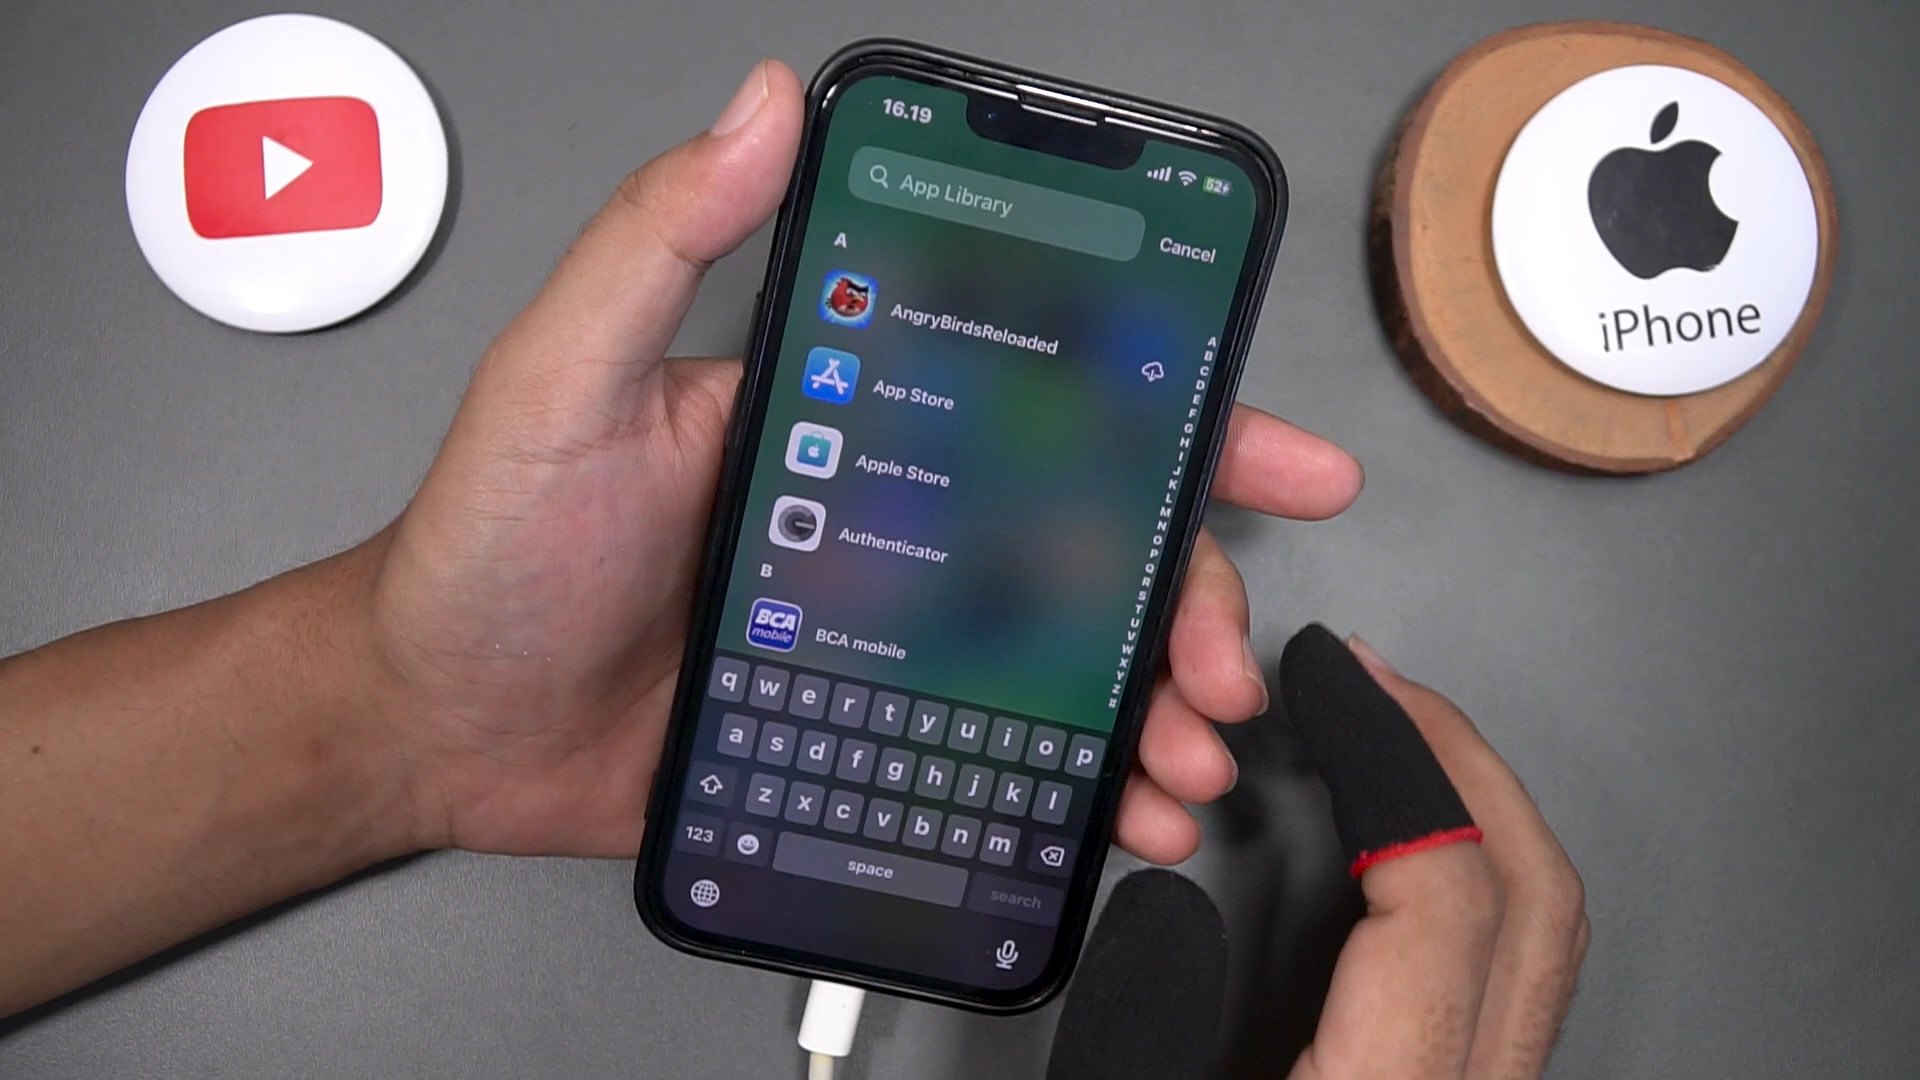 16.19
52
App Library
Cancel
A
AngryBirdsReloaded
App Store
Apple Store
Authenticator
B
BCA
mobile
BCA mobile
A
B
C
D
E
F
G
H
I
J
K
L
M
N
O
P
Q
R
S
T
U
V
W
X
Y
Z
#
q w e r t y u i o p
a s d f g h j k l
z x c v b n m
123
space
search
iPhone